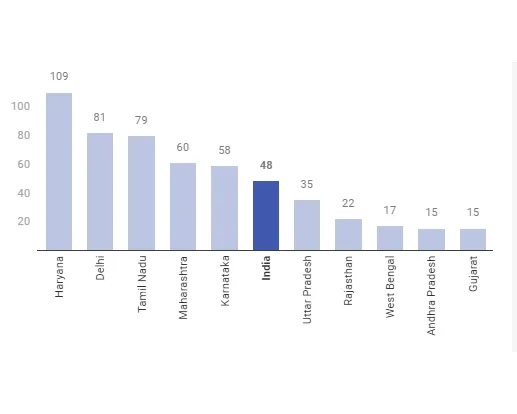 109
100
81
79
80
60
58
60
48
35
40
22
17
15
15
20
Haryana
Delhi
Tamil Nadu
Maharashtra
Karnataka
India
Uttar Pradesh
Rajasthan
West Bengal
Andhra Pradesh
Gujarat